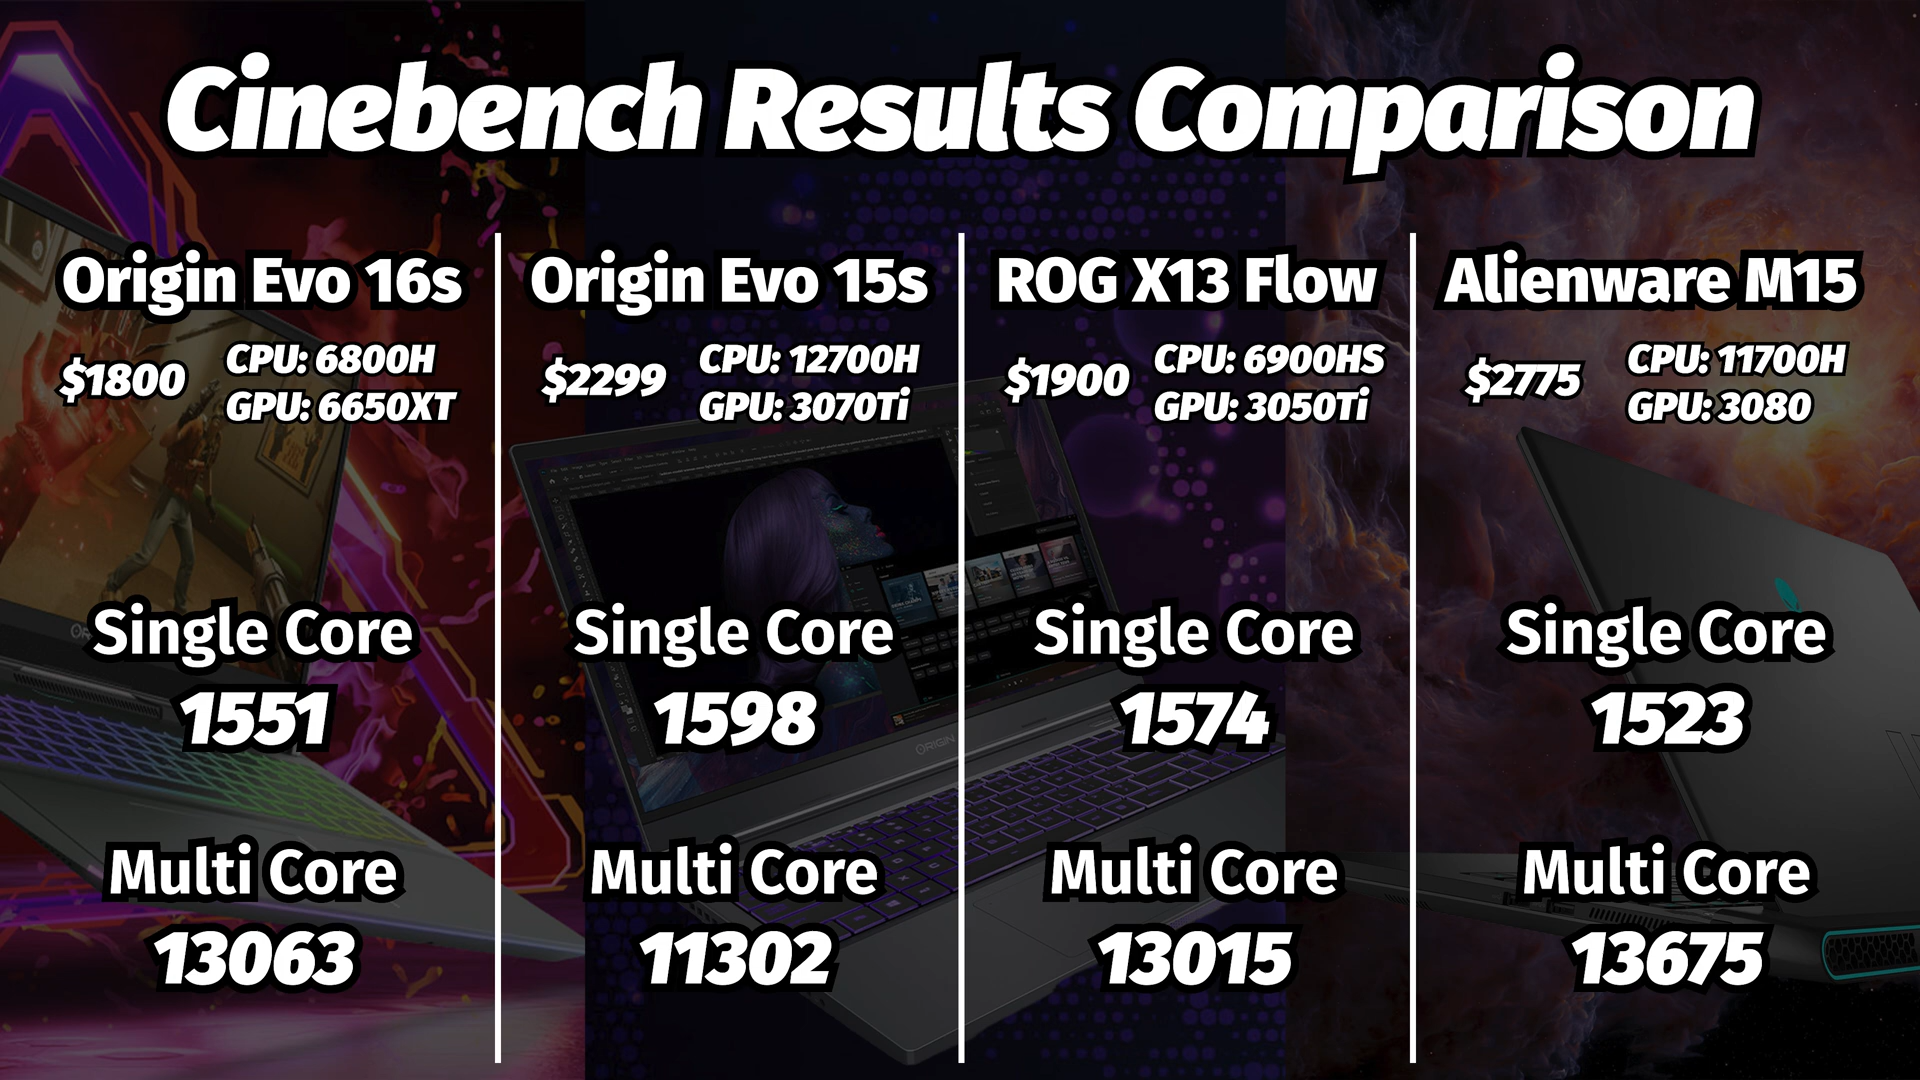 Cinebench Results Comparison
Origin Evo 16s
$1800
CPU: 6800H
GPU: 6650XT
Single Core
1551
Multi Core
13063
Origin Evo 15s
$2299
CPU: 12700H
GPU: 3070Ti
Single Core
1598
Multi Core
11302
ROG X13 Flow
$1900
CPU: 6900HS
GPU: 3050Ti
Single Core
1574
Multi Core
13015
Alienware M15
$2775
CPU: 11700H
GPU: 3080
Single Core
1523
Multi Core
13675
ORIGIN